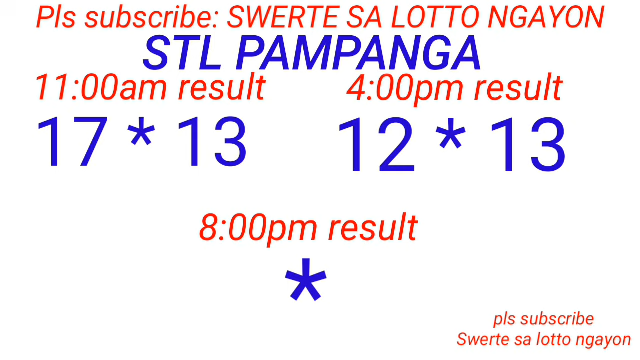 Pls subscribe: SWERTE SA LOTTO NGAYON
STL PAMPANGA
11:00am result 4:00pm result
17 * 13 12 * 13
8:00pm result
*
pls subscribe
Swerte sa lotto ngayon